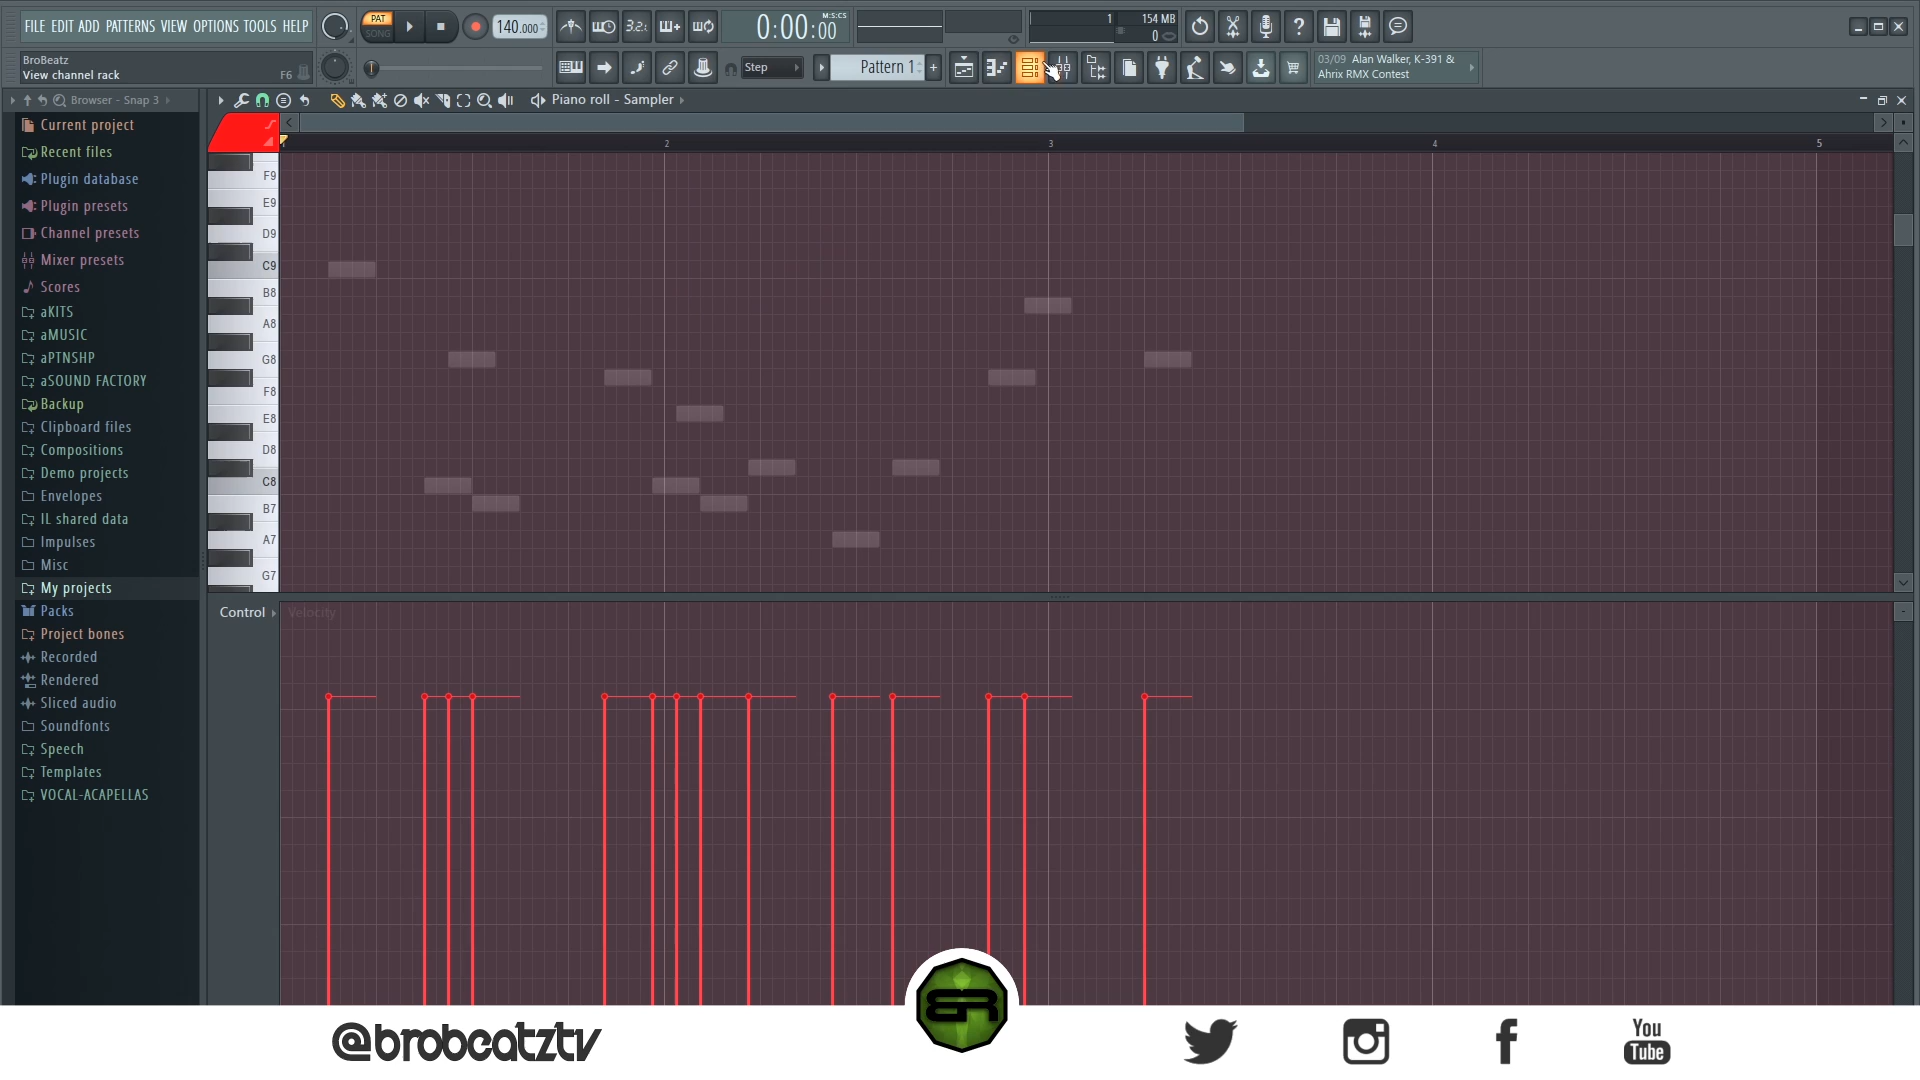 FILE EDIT ADD PATTERNS VIEW OPTIONS TOOLS HELP
PAT
SONG
140.000
3.2.
0:00:00
M:S:CS
1
154 MB
0
BroBeatz
View channel rack
F6
Step
Pattern 1
03/09 Alan Walker, K-391 &
Ahrix RMX Contest
Browser - Snap 3
Piano roll - Sampler
Current project
Recent files
Plugin database
Plugin presets
Channel presets
Mixer presets
Scores
aKITS
aMUSIC
aPTNSHP
aSOUND FACTORY
Backup
Clipboard files
Compositions
Demo projects
Envelopes
IL shared data
Impulses
Misc
My projects
Packs
Project bones
Recorded
Rendered
Sliced audio
Soundfonts
Speech
Templates
VOCAL-ACAPELLAS
2
3
4
5
F9
E9
D9
C9
B8
A8
G8
F8
E8
D8
C8
B7
A7
G7
Control
Velocity
@brobeatztv
BR
You
Tube